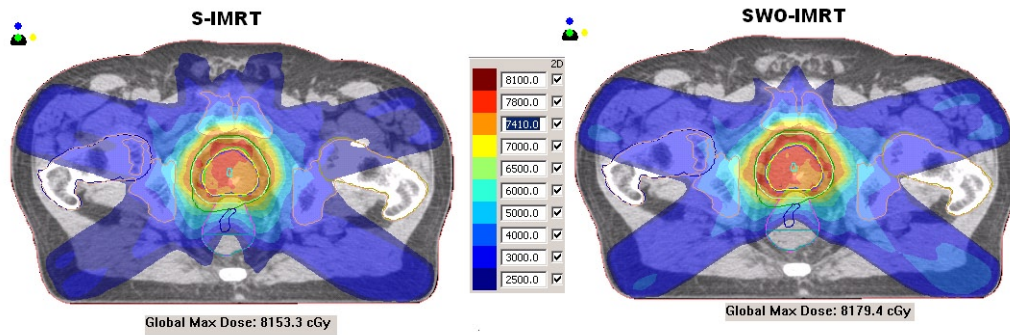 S-IMRT
SWO-IMRT
2D
8100.0
7800.0
7410.0
7000.0
6500.0
6000.0
5000.0
4000.0
3000.0
2500.0
Global Max Dose: 8153.3 cGy
Global Max Dose: 8179.4 cGy